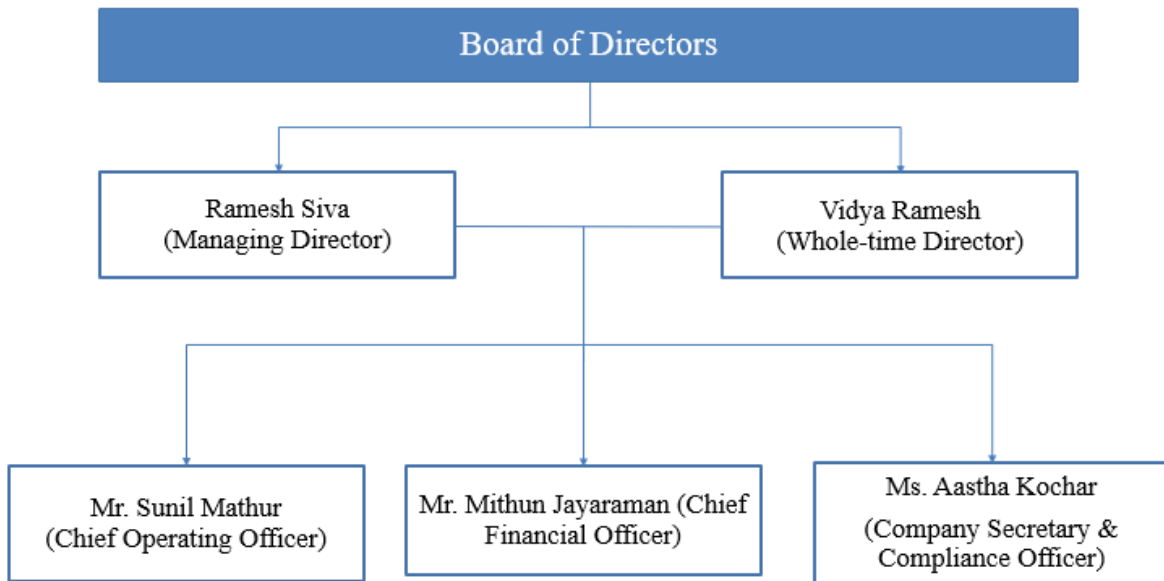 Board of Directors
Ramesh Siva
(Managing Director)
Vidya Ramesh
(Whole-time Director)
Mr. Sunil Mathur
(Chief Operating Officer)
Mr. Mithun Jayaraman (Chief
Financial Officer)
Ms. Aastha Kochar
(Company Secretary &
Compliance Officer)